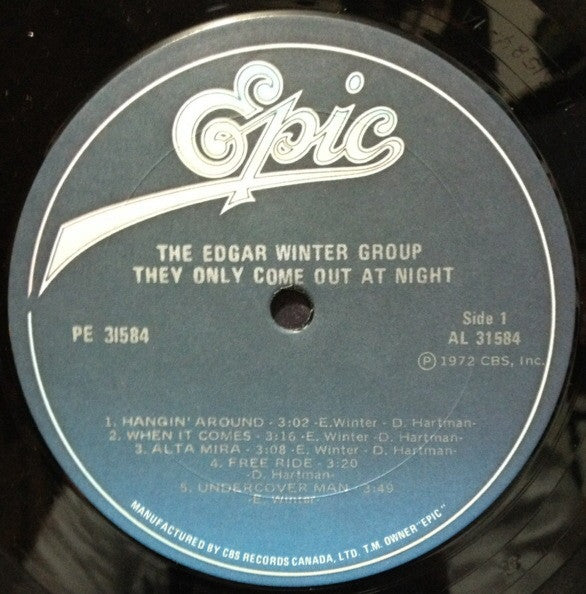 Epic
THE EDGAR WINTER GROUP
THEY ONLY COME OUT AT NIGHT
PE 31584
Side 1
AL 31584
Ⓟ 1972 CBS, Inc.
1. HANGIN' AROUND - 3:02 -E.Winter - D. Hartman-
2. WHEN IT COMES - 3:16 -E. Winter - D. Hartman-
3. ALTA MIRA - 3:08 -E. Winter - D. Hartman-
4. FREE RIDE - 3:20
-D. Hartman-
5. UNDERCOVER MAN - 3:49
-E. Winter-
MANUFACTURED BY CBS RECORDS CANADA, LTD. T.M. OWNER "EPIC"